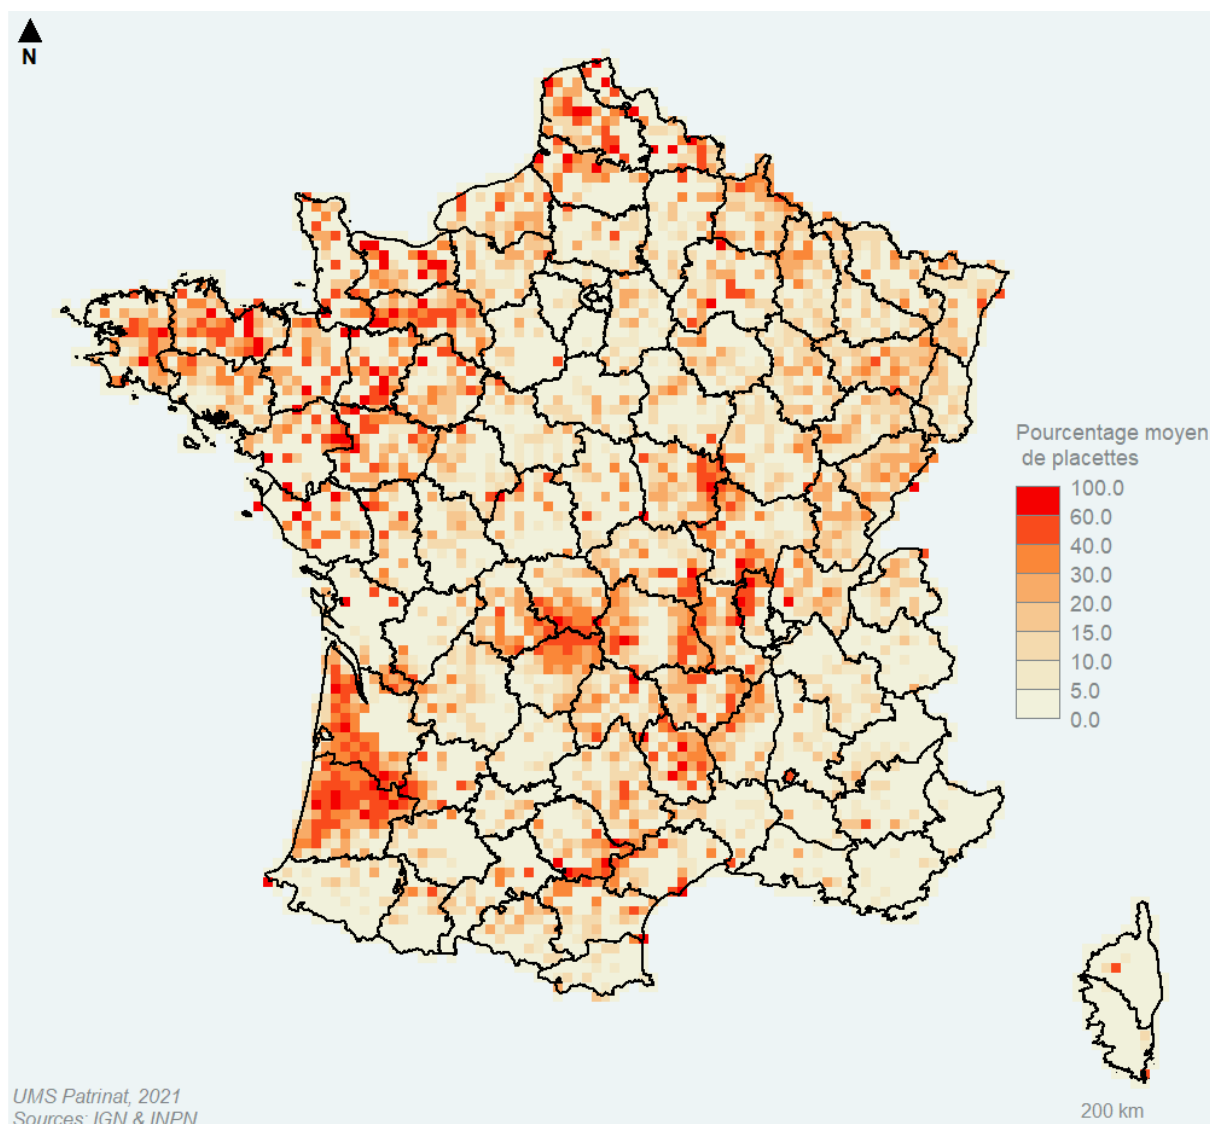 N
Pourcentage moyen
de placettes
100.0
60.0
40.0
30.0
20.0
15.0
10.0
5.0
0.0
UMS Patrinat, 2021
Sources: IGN & INPN
200 km